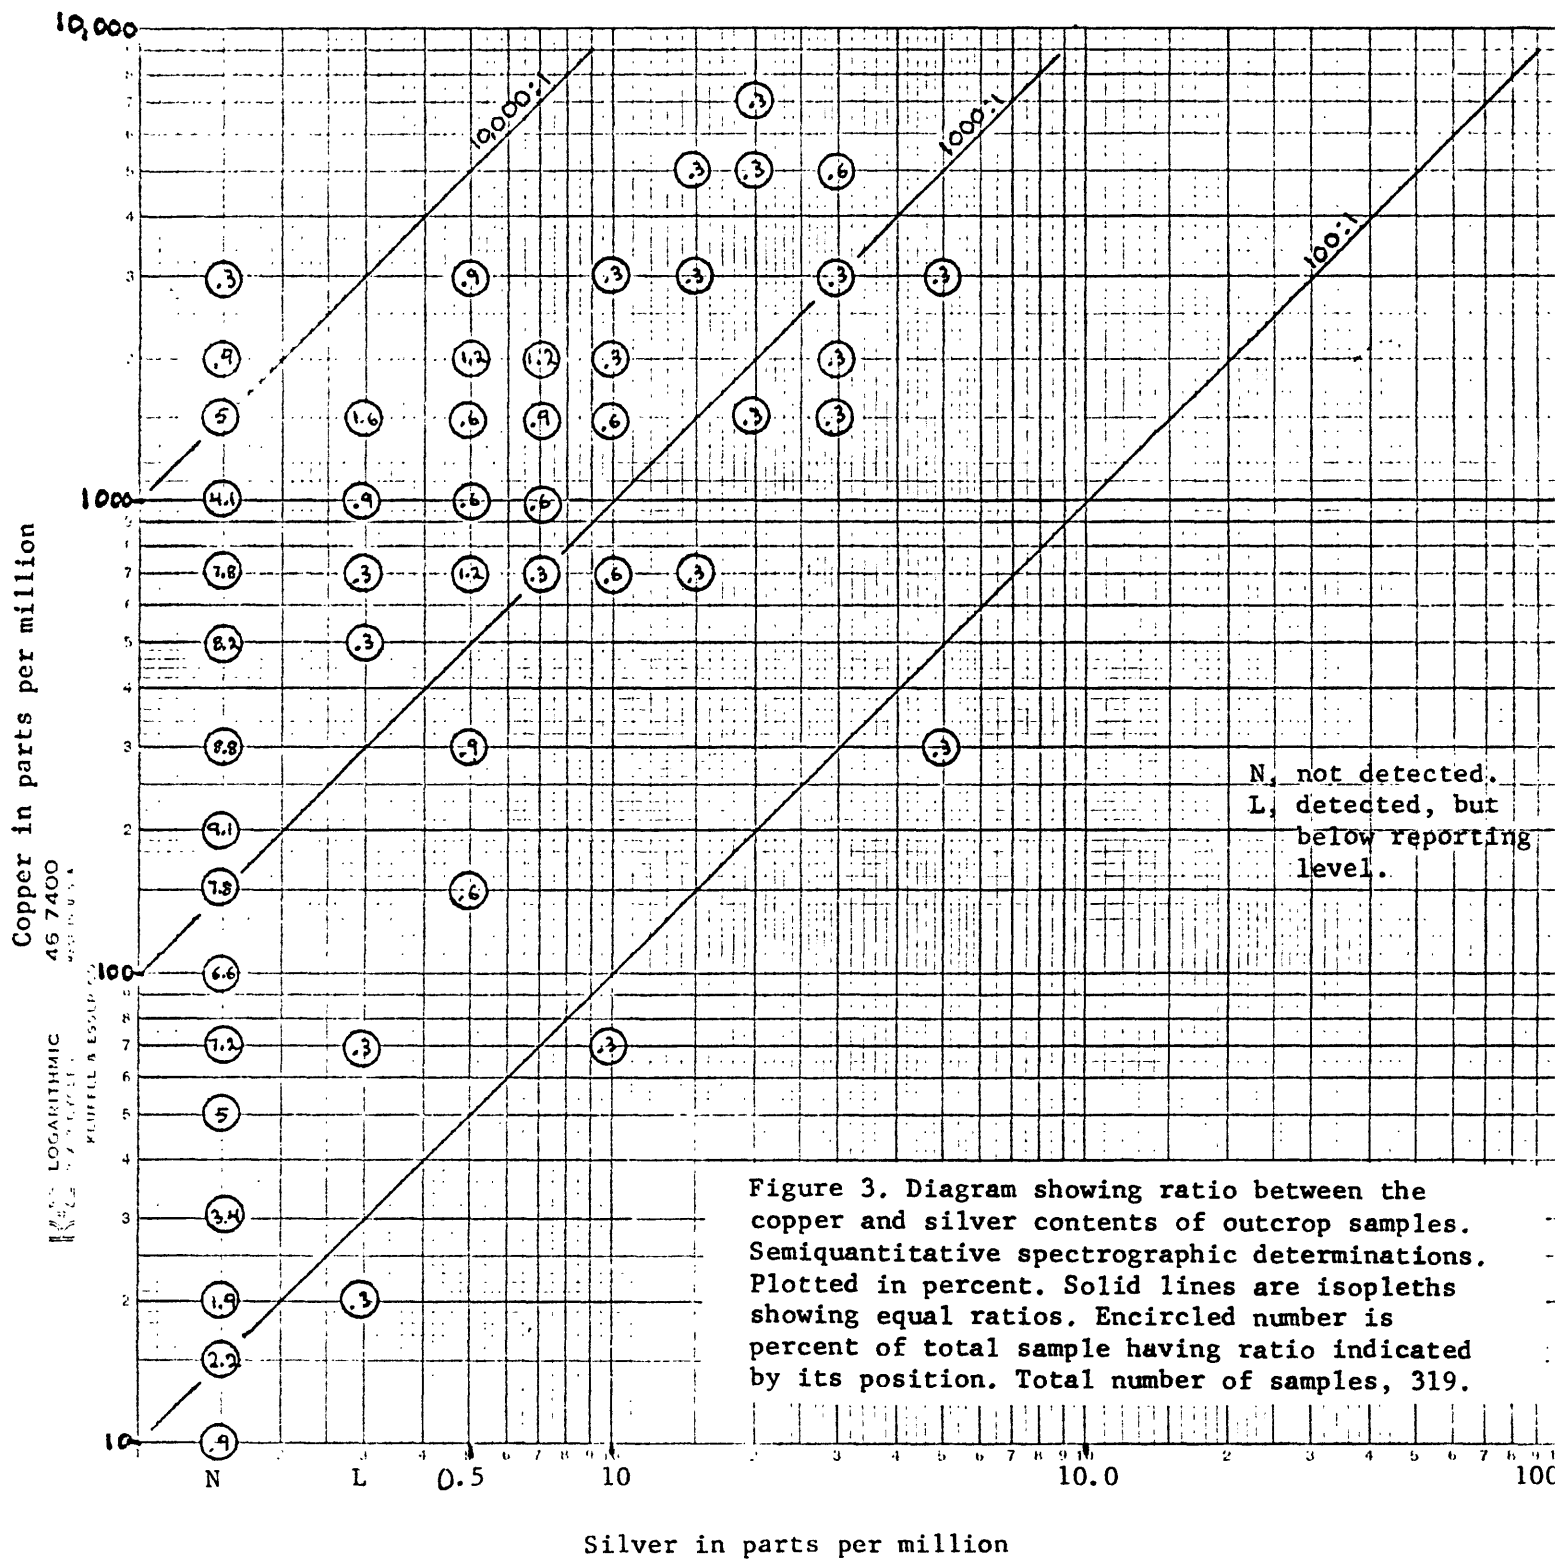 10,000
10,000:1
1000:1
100:1
.3
.3 .3 .6
.3 .9 .3 .3 .3 .3
.9 1.2 1.2 .3 .3
5 1.6 .6 .9 .6 .3 .3
1000
4.1 .9 .6 .6
7.8 .3 1.2 .3 .6 .3
8.2 .3
8.8 .9 .3
9.1
7.8 .6
100
6.6
7.2 .3 .3
5
3.4
1.9 .3
2.2
10
.9
Copper in parts per million
46 7400
LOGARITHMIC
N, not detected.
L, detected, but
below reporting
level.
Figure 3. Diagram showing ratio between the
copper and silver contents of outcrop samples.
Semiquantitative spectrographic determinations.
Plotted in percent. Solid lines are isopleths
showing equal ratios. Encircled number is
percent of total sample having ratio indicated
by its position. Total number of samples, 319.
N L 0.5 10 10.0 100
Silver in parts per million